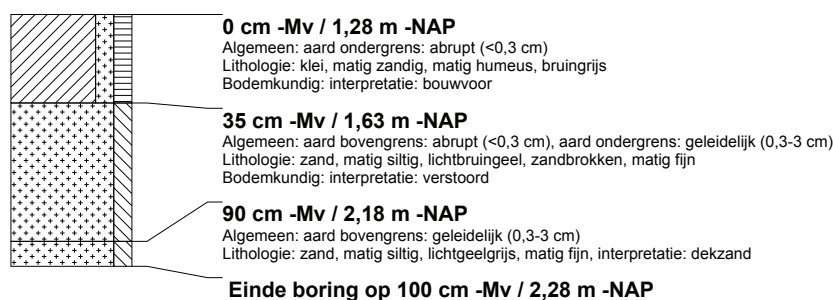 0 cm -Mv / 1,28 m -NAP
Algemeen: aard ondergrens: abrupt (<0,3 cm)
Lithologie: klei, matig zandig, matig humeus, bruingrijs
Bodemkundig: interpretatie: bouwvoor
35 cm -Mv / 1,63 m -NAP
Algemeen: aard bovengrens: abrupt (<0,3 cm), aard ondergrens: geleidelijk (0,3-3 cm)
Lithologie: zand, matig siltig, lichtbruingeel, zandbrokken, matig fijn
Bodemkundig: interpretatie: verstoord
90 cm -Mv / 2,18 m -NAP
Algemeen: aard bovengrens: geleidelijk (0,3-3 cm)
Lithologie: zand, matig siltig, lichtgeelgrijs, matig fijn, interpretatie: dekzand
Einde boring op 100 cm -Mv / 2,28 m -NAP